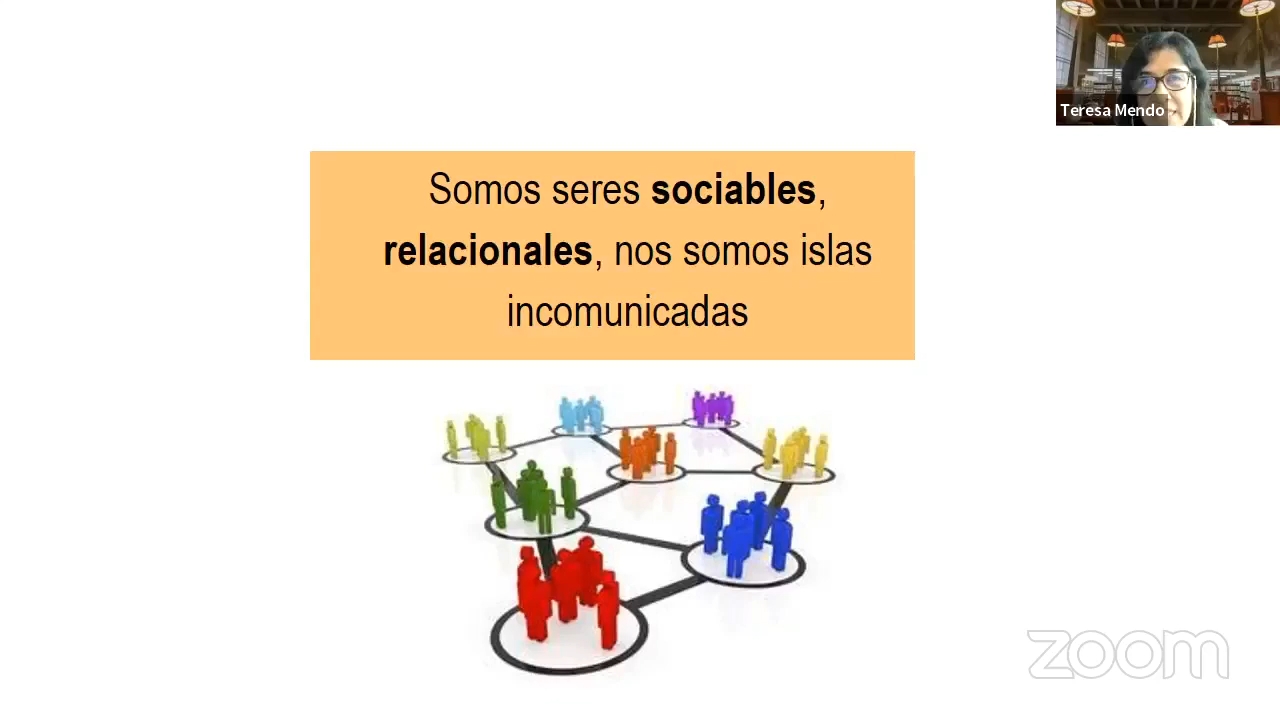 Teresa Mendo
Somos seres sociables,
relacionales, nos somos islas
incomunicadas
zoom